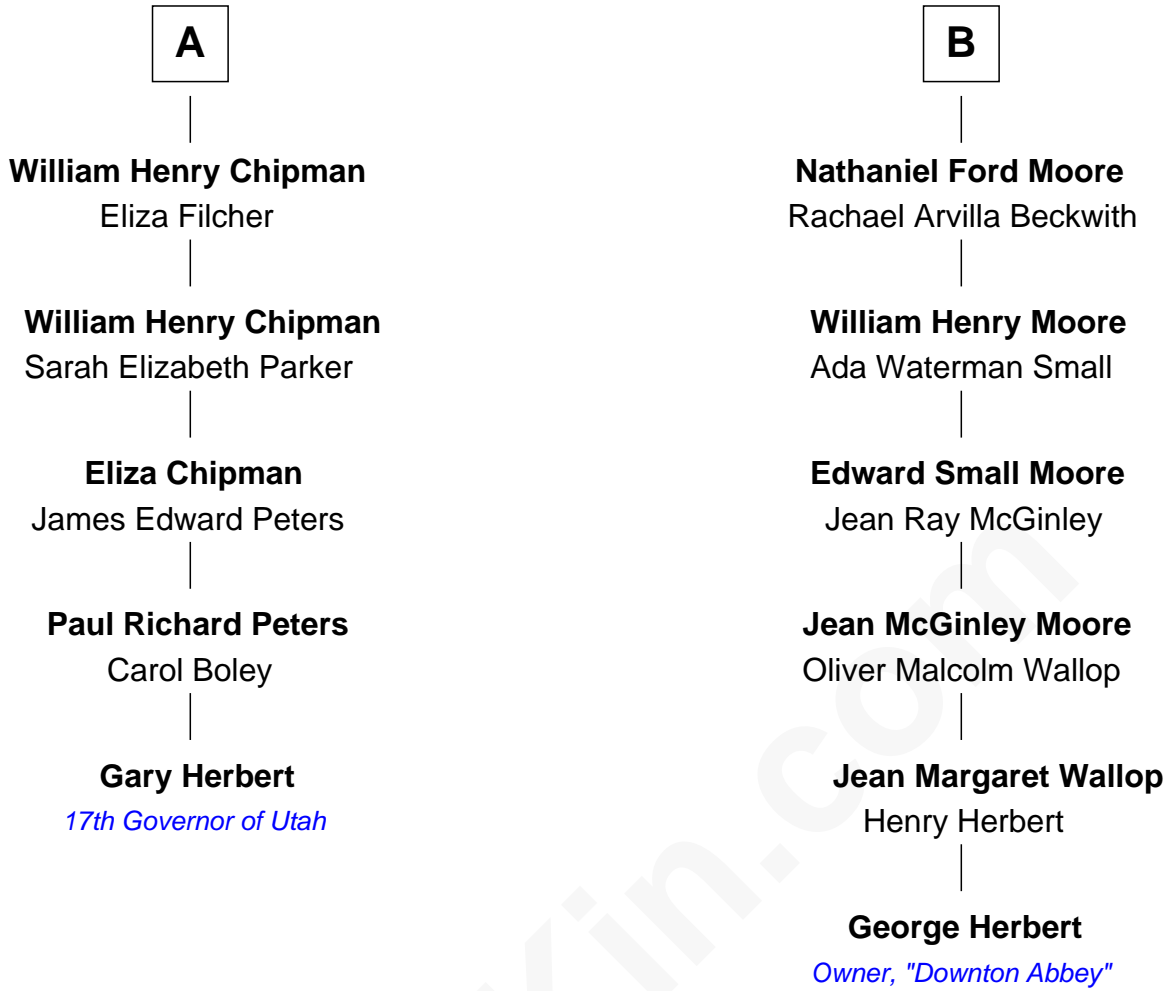 A
William Henry Chipman
Eliza Filcher
William Henry Chipman
Sarah Elizabeth Parker
Eliza Chipman
James Edward Peters
Paul Richard Peters
Carol Boley
Gary Herbert
17th Governor of Utah
B
Nathaniel Ford Moore
Rachael Arvilla Beckwith
William Henry Moore
Ada Waterman Small
Edward Small Moore
Jean Ray McGinley
Jean McGinley Moore
Oliver Malcolm Wallop
Jean Margaret Wallop
Henry Herbert
George Herbert
Owner, "Downton Abbey"
Kin.com